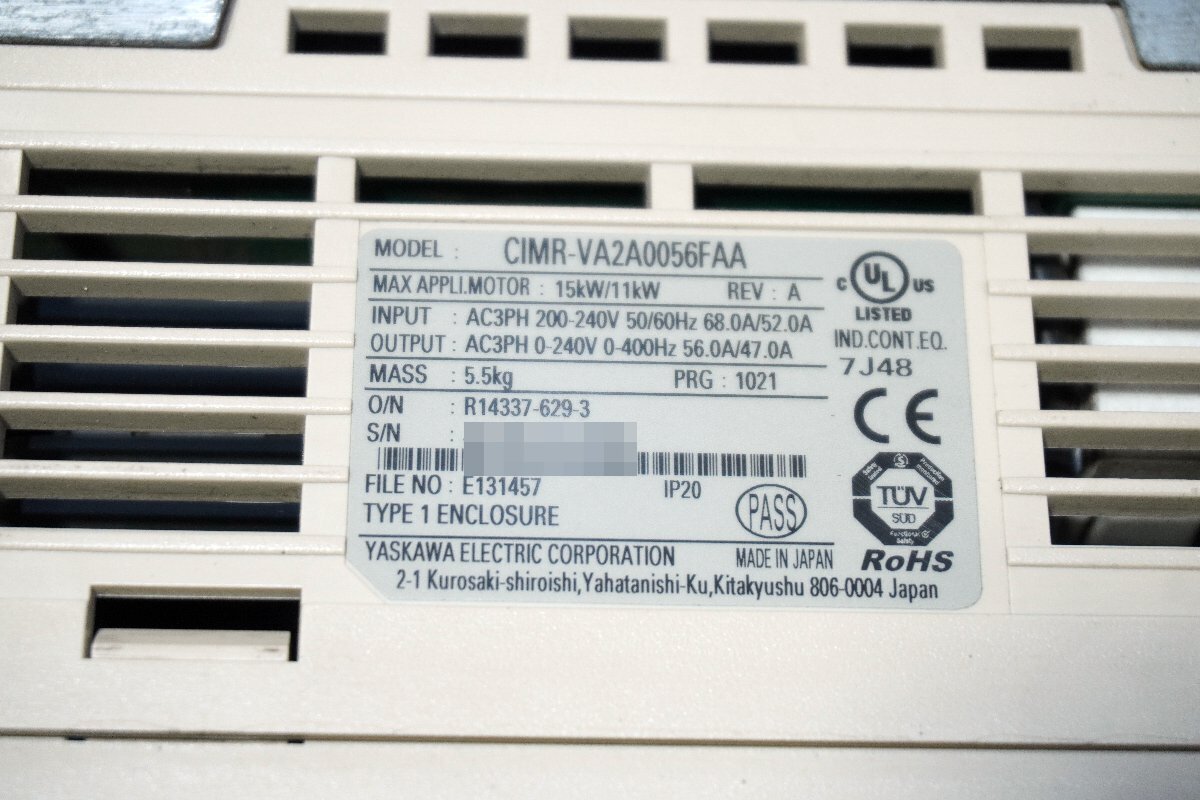 MODEL : CIMR-VA2A0056FAA
MAX APPLI.MOTOR : 15kW/11kW REV : A
INPUT : AC3PH 200-240V 50/60Hz 68.0A/52.0A
OUTPUT : AC3PH 0-240V 0-400Hz 56.0A/47.0A
MASS : 5.5kg PRG : 1021
O/N : R14337-629-3
S/N :
FILE NO : E131457 IP20
TYPE 1 ENCLOSURE
PASS
YASKAWA ELECTRIC CORPORATION MADE IN JAPAN
2-1 Kurosaki-shiroishi,Yahatanishi-Ku,Kitakyushu 806-0004 Japan
C UL US
LISTED
IND.CONT.EQ.
7J48
CE
TÜV
SÜD
Functional
Safety
RoHS